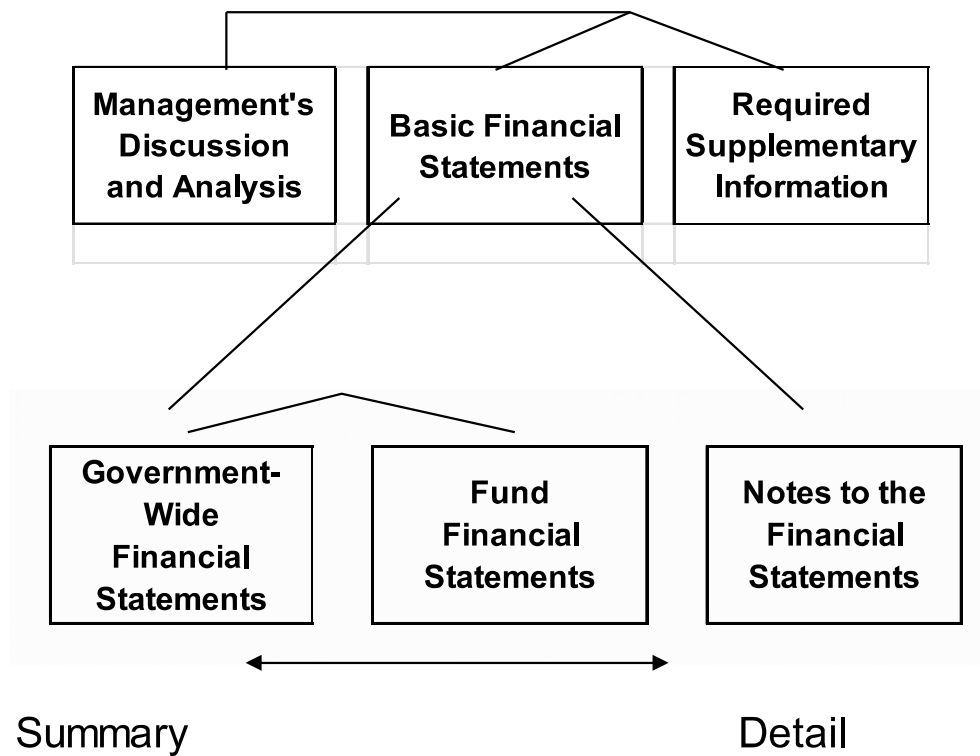 Management's
Discussion
and Analysis
Basic Financial
Statements
Required
Supplementary
Information
Government-
Wide
Financial
Statements
Fund
Financial
Statements
Notes to the
Financial
Statements
Summary
Detail